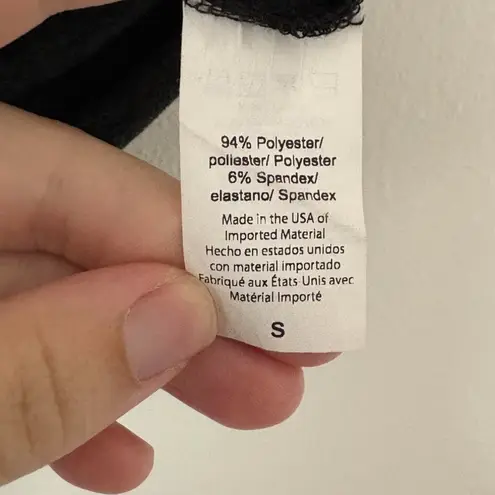 94% Polyester/
poliester/ Polyester
6% Spandex/
elastano/ Spandex
Made in the USA of
Imported Material
Hecho en estados unidos
con material importado
Fabriqué aux États-Unis avec
Matérial Importé
S